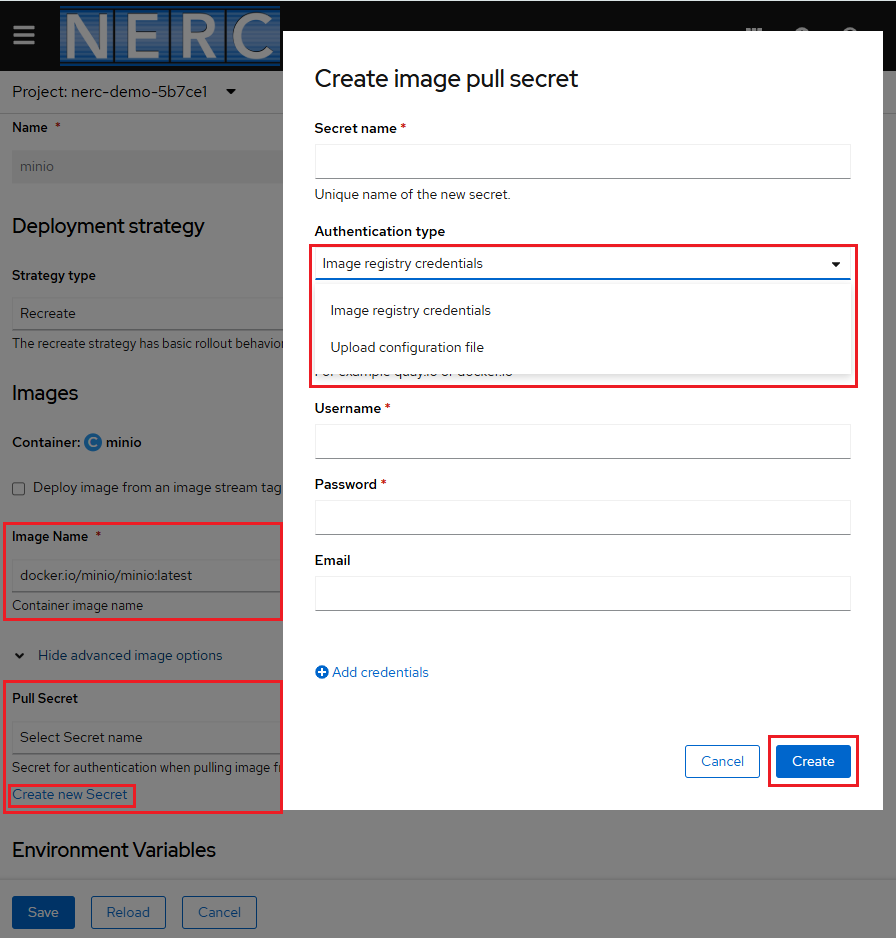 NERC
Project: nerc-demo-5b7ce1
Name *
minio
Deployment strategy
Strategy type
Recreate
The recreate strategy has basic rollout behavior
Images
Container: C minio
Deploy image from an image stream tag
Image Name *
docker.io/minio/minio:latest
Container image name
Hide advanced image options
Pull Secret
Select Secret name
Secret for authentication when pulling image
Create new Secret
Environment Variables
Save Reload Cancel
Create image pull secret
Secret name *
Unique name of the new secret.
Authentication type
Image registry credentials
Image registry credentials
Upload configuration file
For example quay.io or docker.io
Username *
Password *
Email
Add credentials
Cancel Create